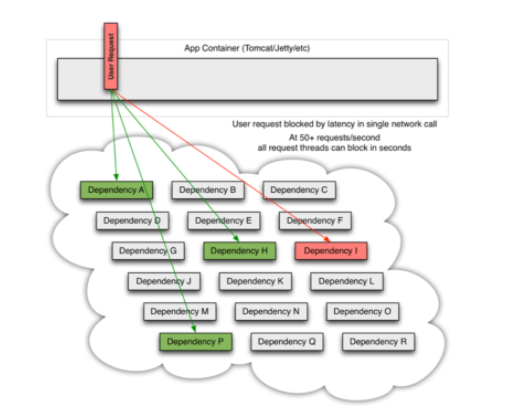 User Request
App Container (Tomcat/Jetty/etc)
User request blocked by latency in single network call
At 50+ requests/second
all request threads can block in seconds
Dependency A
Dependency B
Dependency C
Dependency D
Dependency E
Dependency F
Dependency G
Dependency H
Dependency I
Dependency J
Dependency K
Dependency L
Dependency M
Dependency N
Dependency O
Dependency P
Dependency Q
Dependency R